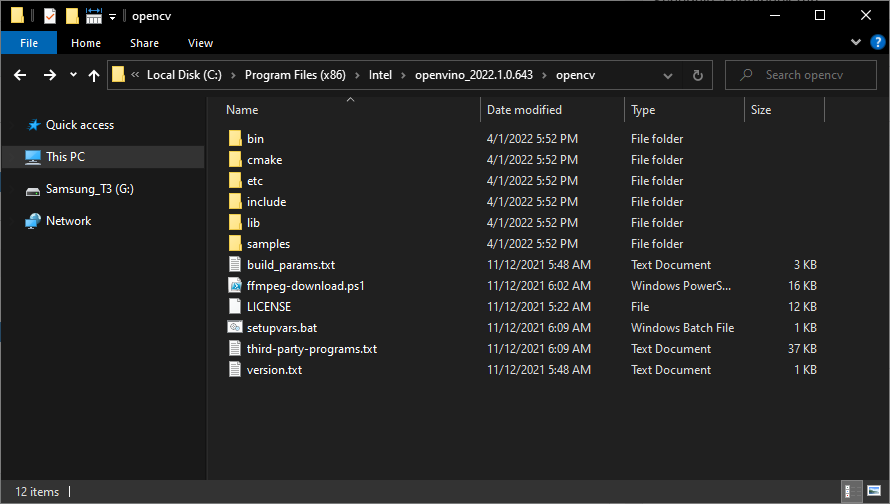 opencv
File Home Share View
« Local Disk (C:) › Program Files (x86) › Intel › openvino_2022.1.0.643 › opencv
Search opencv
Quick access
This PC
Samsung_T3 (G:)
Network
Name Date modified Type Size
bin 4/1/2022 5:52 PM File folder
cmake 4/1/2022 5:52 PM File folder
etc 4/1/2022 5:52 PM File folder
include 4/1/2022 5:52 PM File folder
lib 4/1/2022 5:52 PM File folder
samples 4/1/2022 5:52 PM File folder
build_params.txt 11/12/2021 5:48 AM Text Document 3 KB
ffmpeg-download.ps1 11/12/2021 6:02 AM Windows PowerS... 16 KB
LICENSE 11/12/2021 5:22 AM File 12 KB
setupvars.bat 11/12/2021 6:09 AM Windows Batch File 1 KB
third-party-programs.txt 11/12/2021 6:09 AM Text Document 37 KB
version.txt 11/12/2021 5:48 AM Text Document 1 KB
12 items